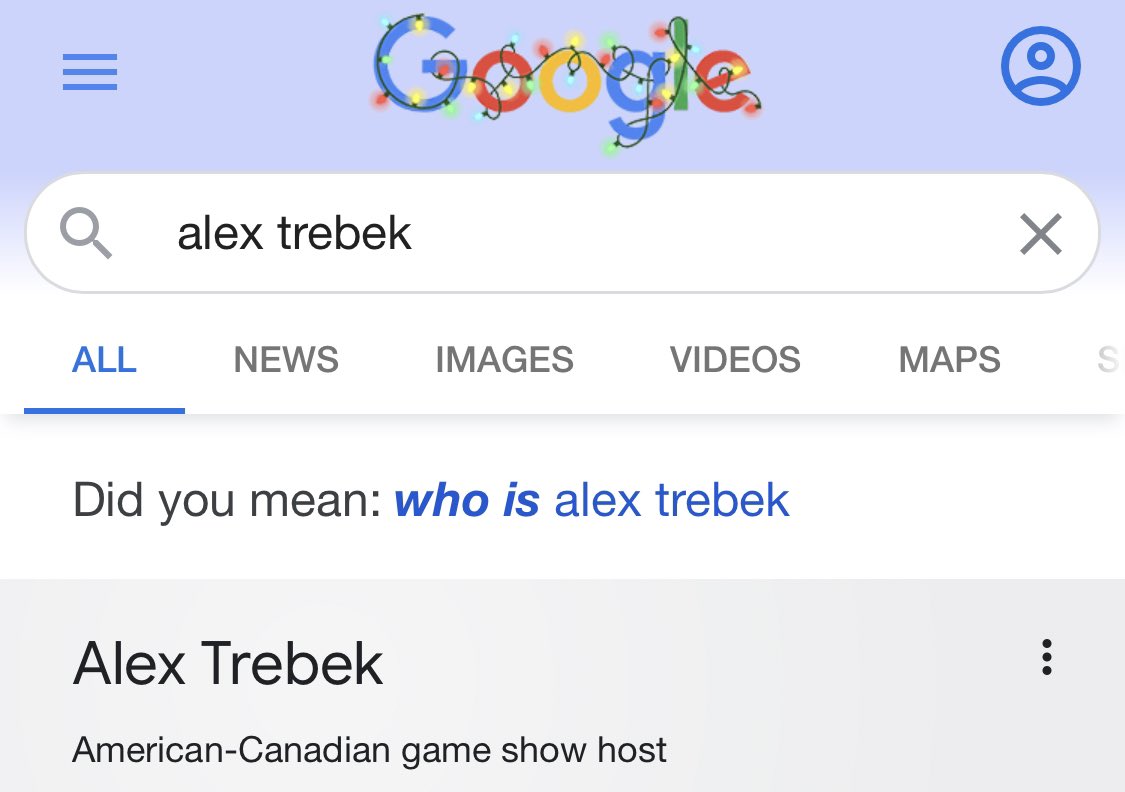 Google
alex trebek
ALL NEWS IMAGES VIDEOS MAPS S
Did you mean: who is alex trebek
Alex Trebek
American-Canadian game show host